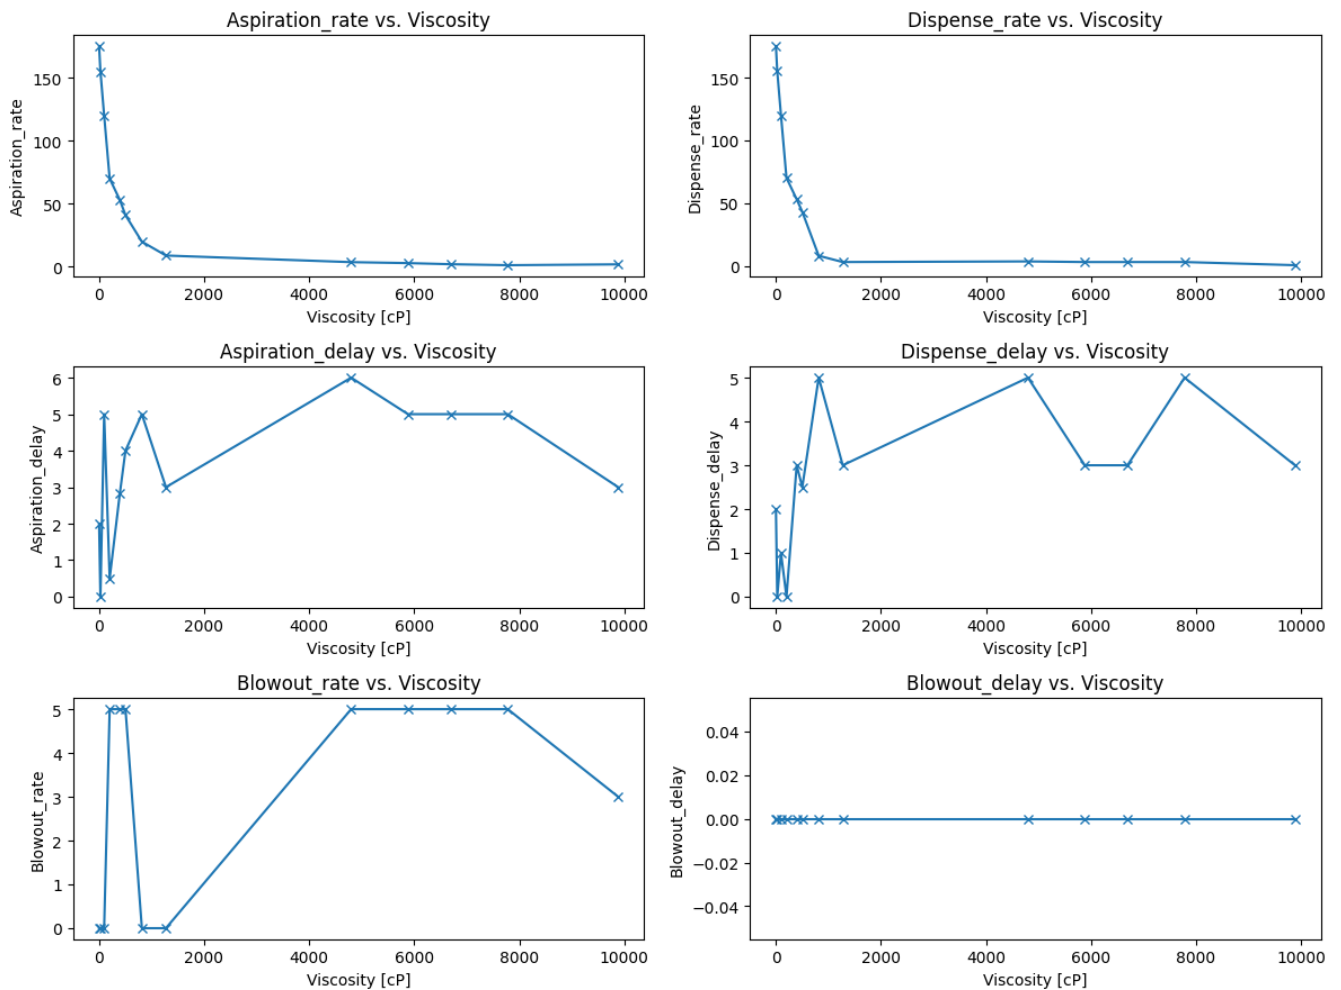 Aspiration_rate vs. Viscosity
Aspiration_rate
150
100
50
0
0 2000 4000 6000 8000 10000
Viscosity [cP]
Dispense_rate vs. Viscosity
Dispense_rate
150
100
50
0
0 2000 4000 6000 8000 10000
Viscosity [cP]
Aspiration_delay vs. Viscosity
Aspiration_delay
6
5
4
3
2
1
0
0 2000 4000 6000 8000 10000
Viscosity [cP]
Dispense_delay vs. Viscosity
Dispense_delay
5
4
3
2
1
0
0 2000 4000 6000 8000 10000
Viscosity [cP]
Blowout_rate vs. Viscosity
Blowout_rate
5
4
3
2
1
0
0 2000 4000 6000 8000 10000
Viscosity [cP]
Blowout_delay vs. Viscosity
Blowout_delay
0.04
0.02
0.00
−0.02
−0.04
0 2000 4000 6000 8000 10000
Viscosity [cP]